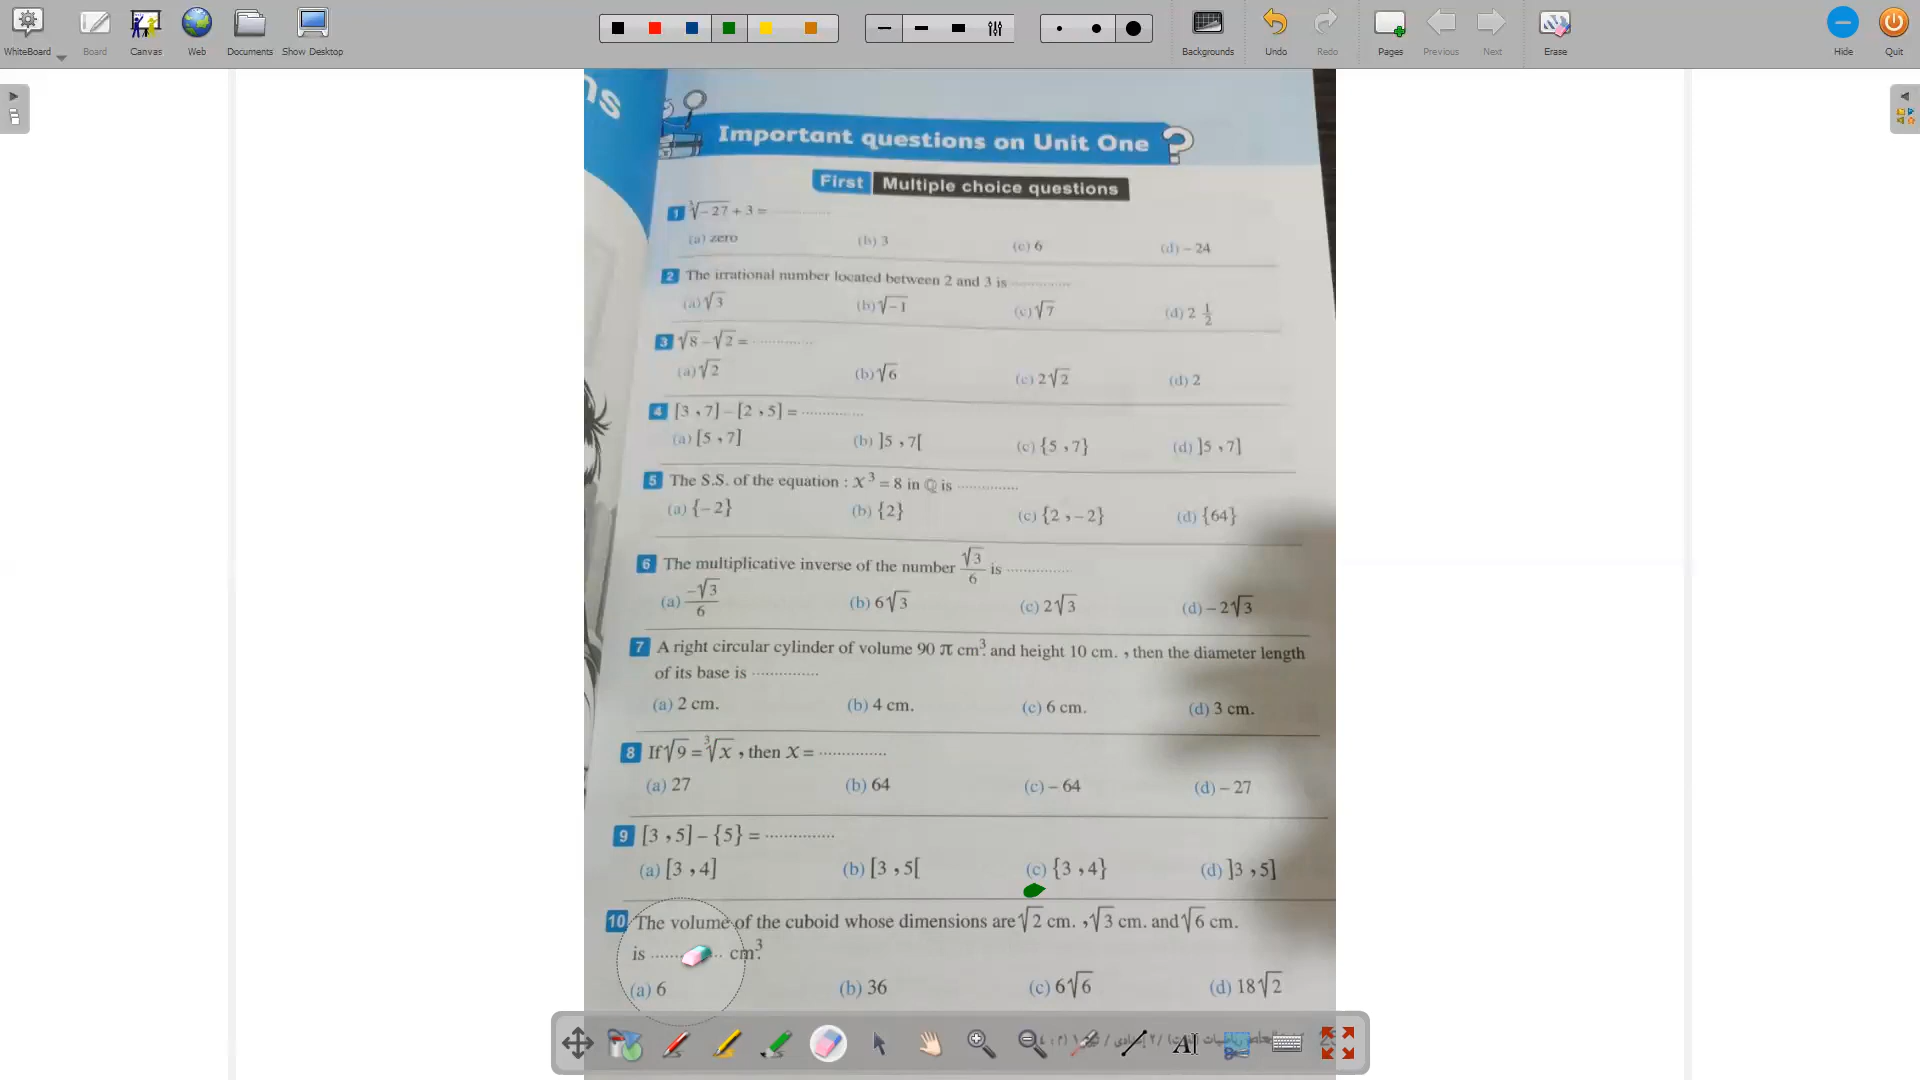 WhiteBoard
Board
Canvas
Web
Documents
Show Desktop
Backgrounds
Undo
Redo
Pages
Previous
Next
Erase
Hide
Quit
ns
Important questions on Unit One ?
First Multiple choice questions
1 ∛-27 + 3 = ..............
(a) zero (b) 3 (c) 6 (d) – 24
2 The irrational number located between 2 and 3 is ..............
(a) √3 (b) √-1 (c) √7 (d) 2 1/2
3 √8 – √2 = ..............
(a) √2 (b) √6 (c) 2√2 (d) 2
4 [3 , 7] – [2 , 5] = ..............
(a) [5 , 7] (b) ]5 , 7[ (c) {5 , 7} (d) ]5 , 7]
5 The S.S. of the equation : X³ = 8 in ℚ is ..............
(a) {– 2} (b) {2} (c) {2 , – 2} (d) {64}
6 The multiplicative inverse of the number √3/6 is ..............
(a) -√3/6 (b) 6√3 (c) 2√3 (d) – 2√3
7 A right circular cylinder of volume 90 π cm³. and height 10 cm. , then the diameter length
of its base is ..............
(a) 2 cm. (b) 4 cm. (c) 6 cm. (d) 3 cm.
8 If √9 = ∛X , then X = ..............
(a) 27 (b) 64 (c) – 64 (d) – 27
9 [3 , 5] – {5} = ..............
(a) [3 , 4] (b) [3 , 5[ (c) {3 , 4} (d) ]3 , 5]
10 The volume of the cuboid whose dimensions are √2 cm. , √3 cm. and √6 cm.
is .............. cm³.
(a) 6 (b) 36 (c) 6√6 (d) 18√2